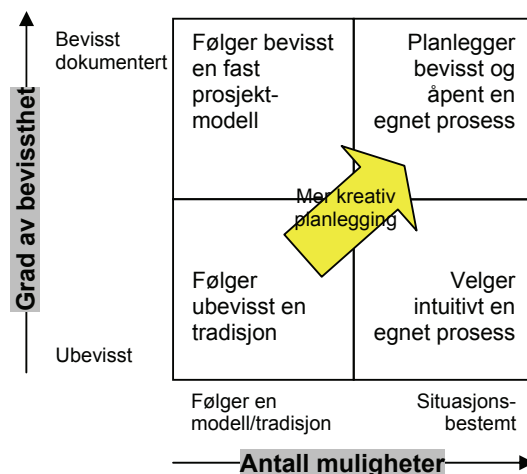 Bevisst
dokumentert
Grad av bevissthet
Ubevisst
Følger bevisst
en fast
prosjekt-
modell
Planlegger
bevisst og
åpent en
egnet prosess
Mer kreativ
planlegging
Følger
ubevisst en
tradisjon
Velger
intuitivt en
egnet prosess
Følger en
modell/tradisjon
Situasjons-
bestemt
Antall muligheter